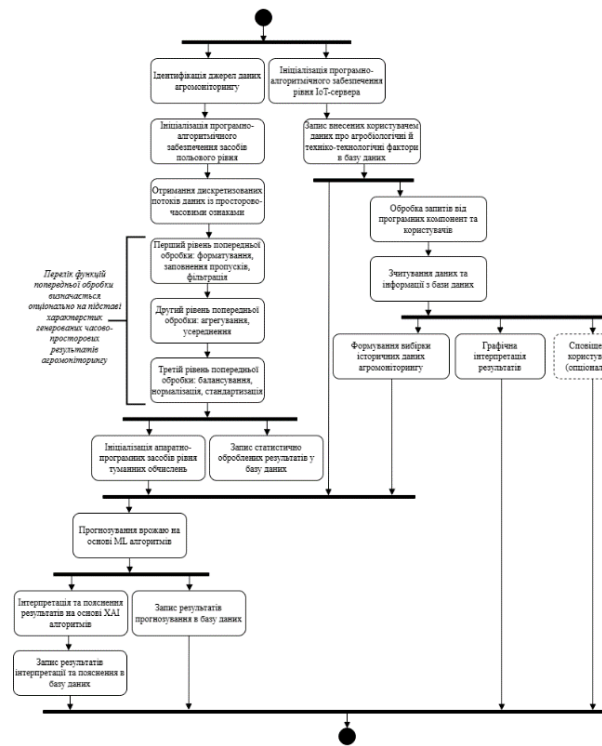 Ідентифікація джерел даних
агромоніторингу
Ініціалізація програмно-
алгоритмічного забезпечення
рівня IoT-сервера
Ініціалізація програмно-
алгоритмічного
забезпечення засобів
польового рівня
Запис внесених користувачем
даних про агробіологічні й
техніко-технологічні фактори
в базу даних
Отримання дискретизованих
потоків даних із просторово-
часовими ознаками
Обробка запитів від
програмних компонент та
користувачів
Перелік функцій
попередньої обробки
визначається
опціонально на підставі
характеристик
генерованих часово-
просторових
результатів
агромоніторингу
Перший рівень попередньої
обробки: форматування,
заповнення пропусків,
фільтрація
Зчитування даних та
інформації з бази даних
Другий рівень попередньої
обробки: агрегування,
усереднення
Третій рівень попередньої
обробки: балансування,
нормалізація, стандартизація
Формування вибірки
історичних даних
агромоніторингу
Графічна
інтерпретація
результатів
Сповіще
користув
(опціонал
Ініціалізація апаратно-
програмних засобів рівня
туманних обчислень
Запис статистично
оброблених результатів у
базу даних
Прогнозування врожаю на
основі ML алгоритмів
Інтерпретація та пояснення
результатів на основі XAI
алгоритмів
Запис результатів
прогнозування в базу даних
Запис результатів
інтерпретації та пояснення в
базу даних